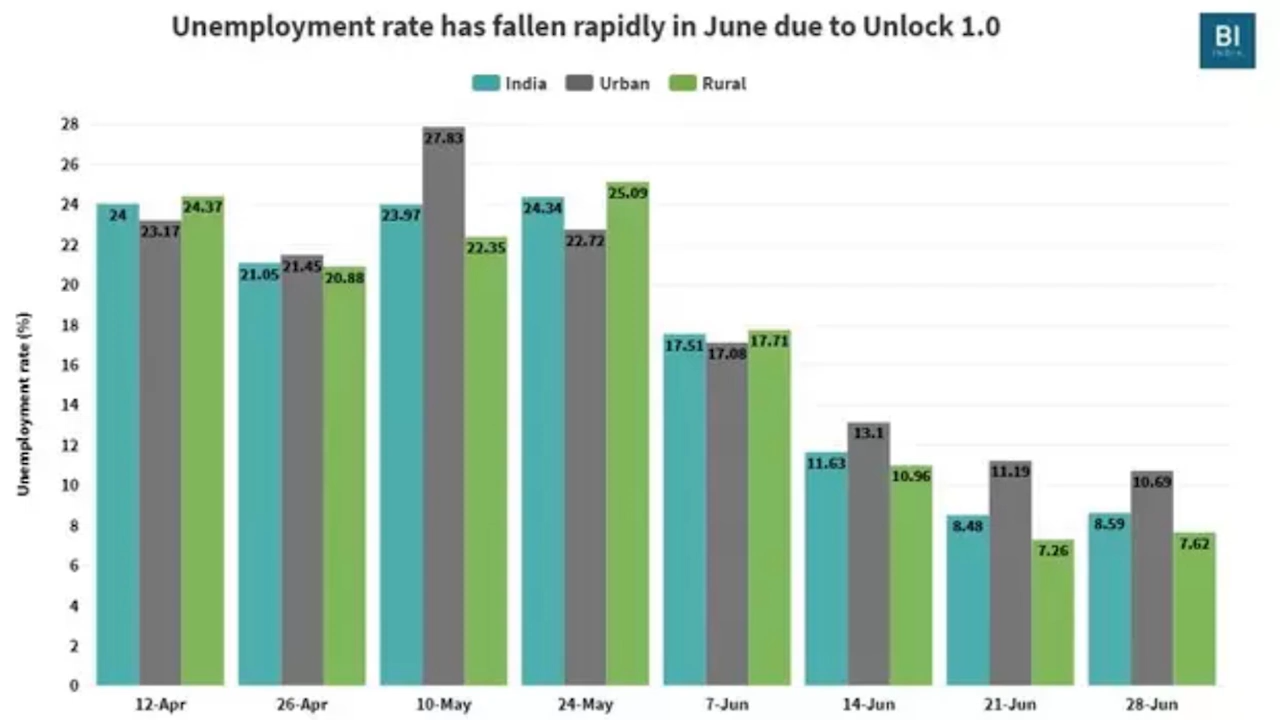 Unemployment rate has fallen rapidly in June due to Unlock 1.0
BI
INDIA
India Urban Rural
Unemployment rate (%)
28
26
24
22
20
18
16
14
12
10
8
6
4
2
0
24 23.17 24.37
21.05 21.45 20.88
23.97 27.83 22.35
24.34 22.72 25.09
17.51 17.08 17.71
11.63 13.1 10.96
8.48 11.19 7.26
8.59 10.69 7.62
12-Apr 26-Apr 10-May 24-May 7-Jun 14-Jun 21-Jun 28-Jun